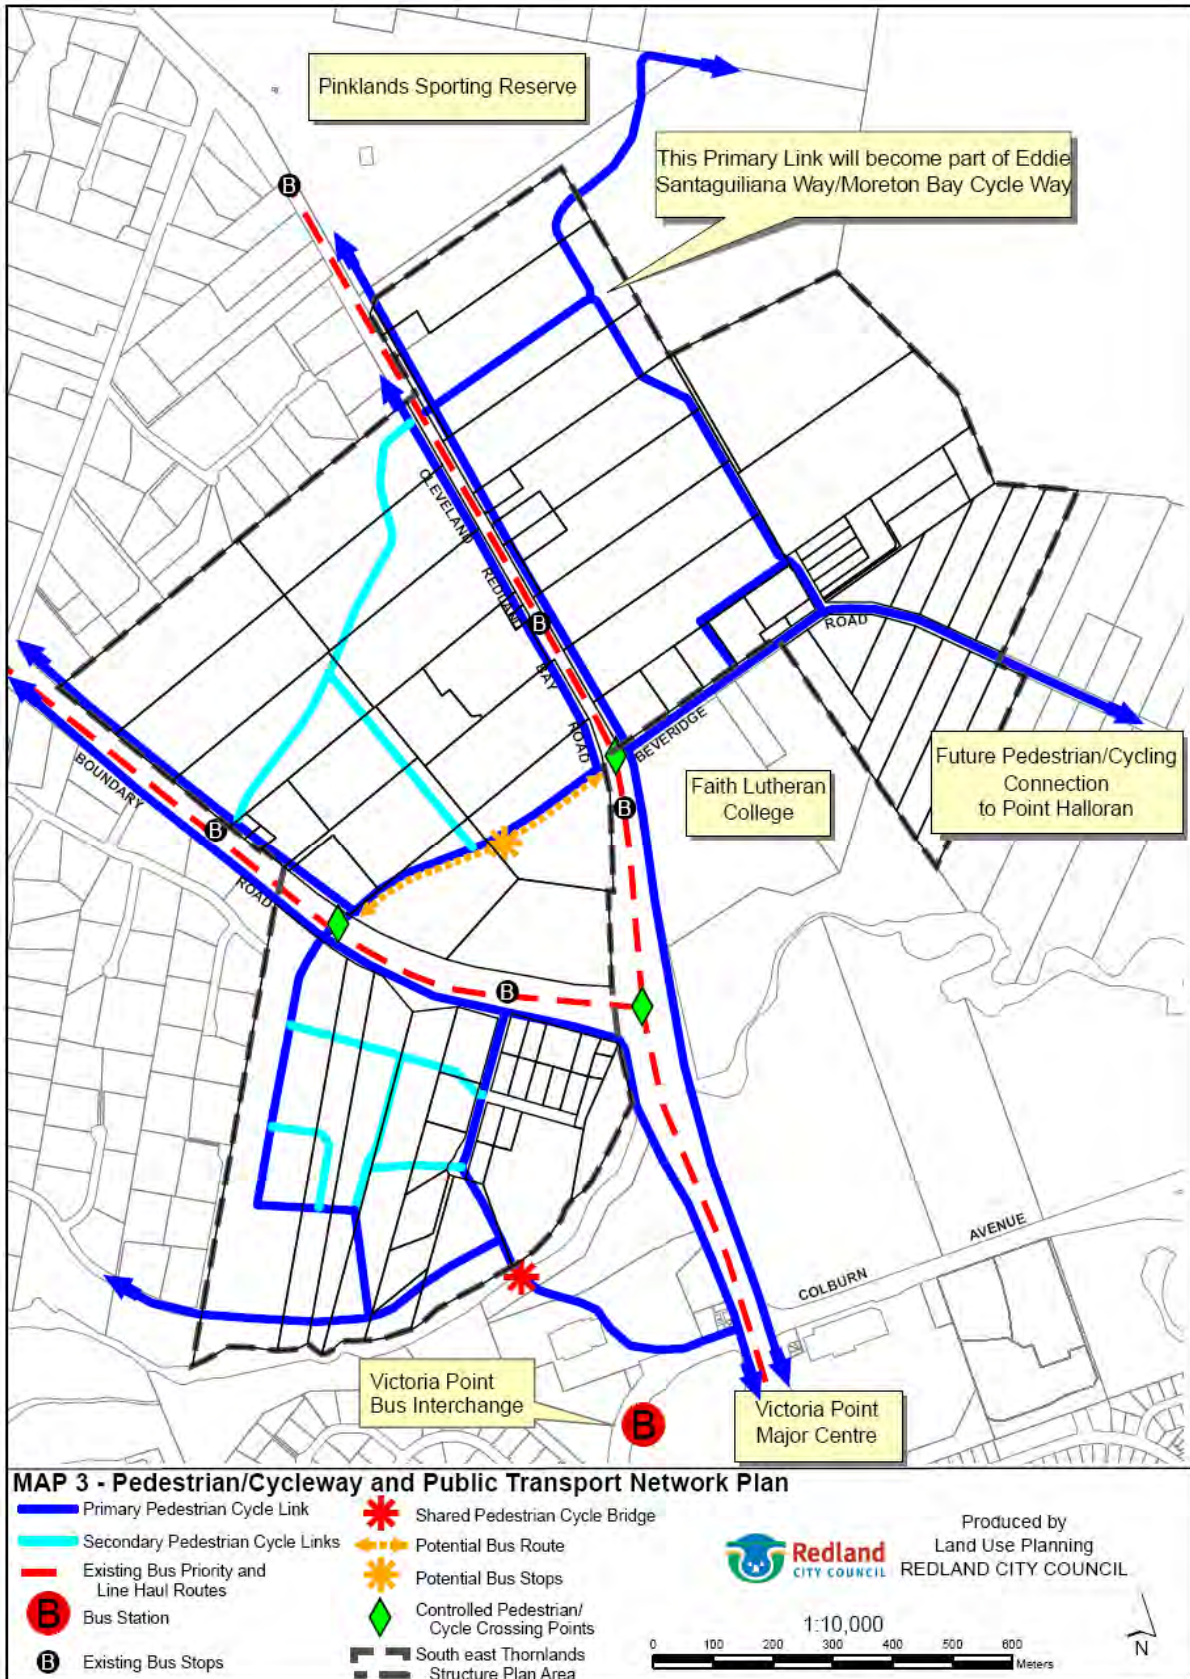 Pinklands Sporting Reserve
This Primary Link will become part of Eddie
Santaguiliana Way/Moreton Bay Cycle Way
B
CLEVELAND
REDLAND
BAY
ROAD
B
ROAD
BEVERIDGE
Future Pedestrian/Cycling
Connection
to Point Halloran
Faith Lutheran
College
B
BOUNDARY
ROAD
B
B
AVENUE
COLBURN
Victoria Point
Bus Interchange
B
Victoria Point
Major Centre
MAP 3 - Pedestrian/Cycleway and Public Transport Network Plan
Primary Pedestrian Cycle Link
Secondary Pedestrian Cycle Links
Existing Bus Priority and
Line Haul Routes
B
Bus Station
B
Existing Bus Stops
Shared Pedestrian Cycle Bridge
Potential Bus Route
Potential Bus Stops
Controlled Pedestrian/
Cycle Crossing Points
South east Thornlands
Structure Plan Area
Redland
CITY COUNCIL
Produced by
Land Use Planning
REDLAND CITY COUNCIL
1:10,000
0 100 200 300 400 500 600
Meters
N